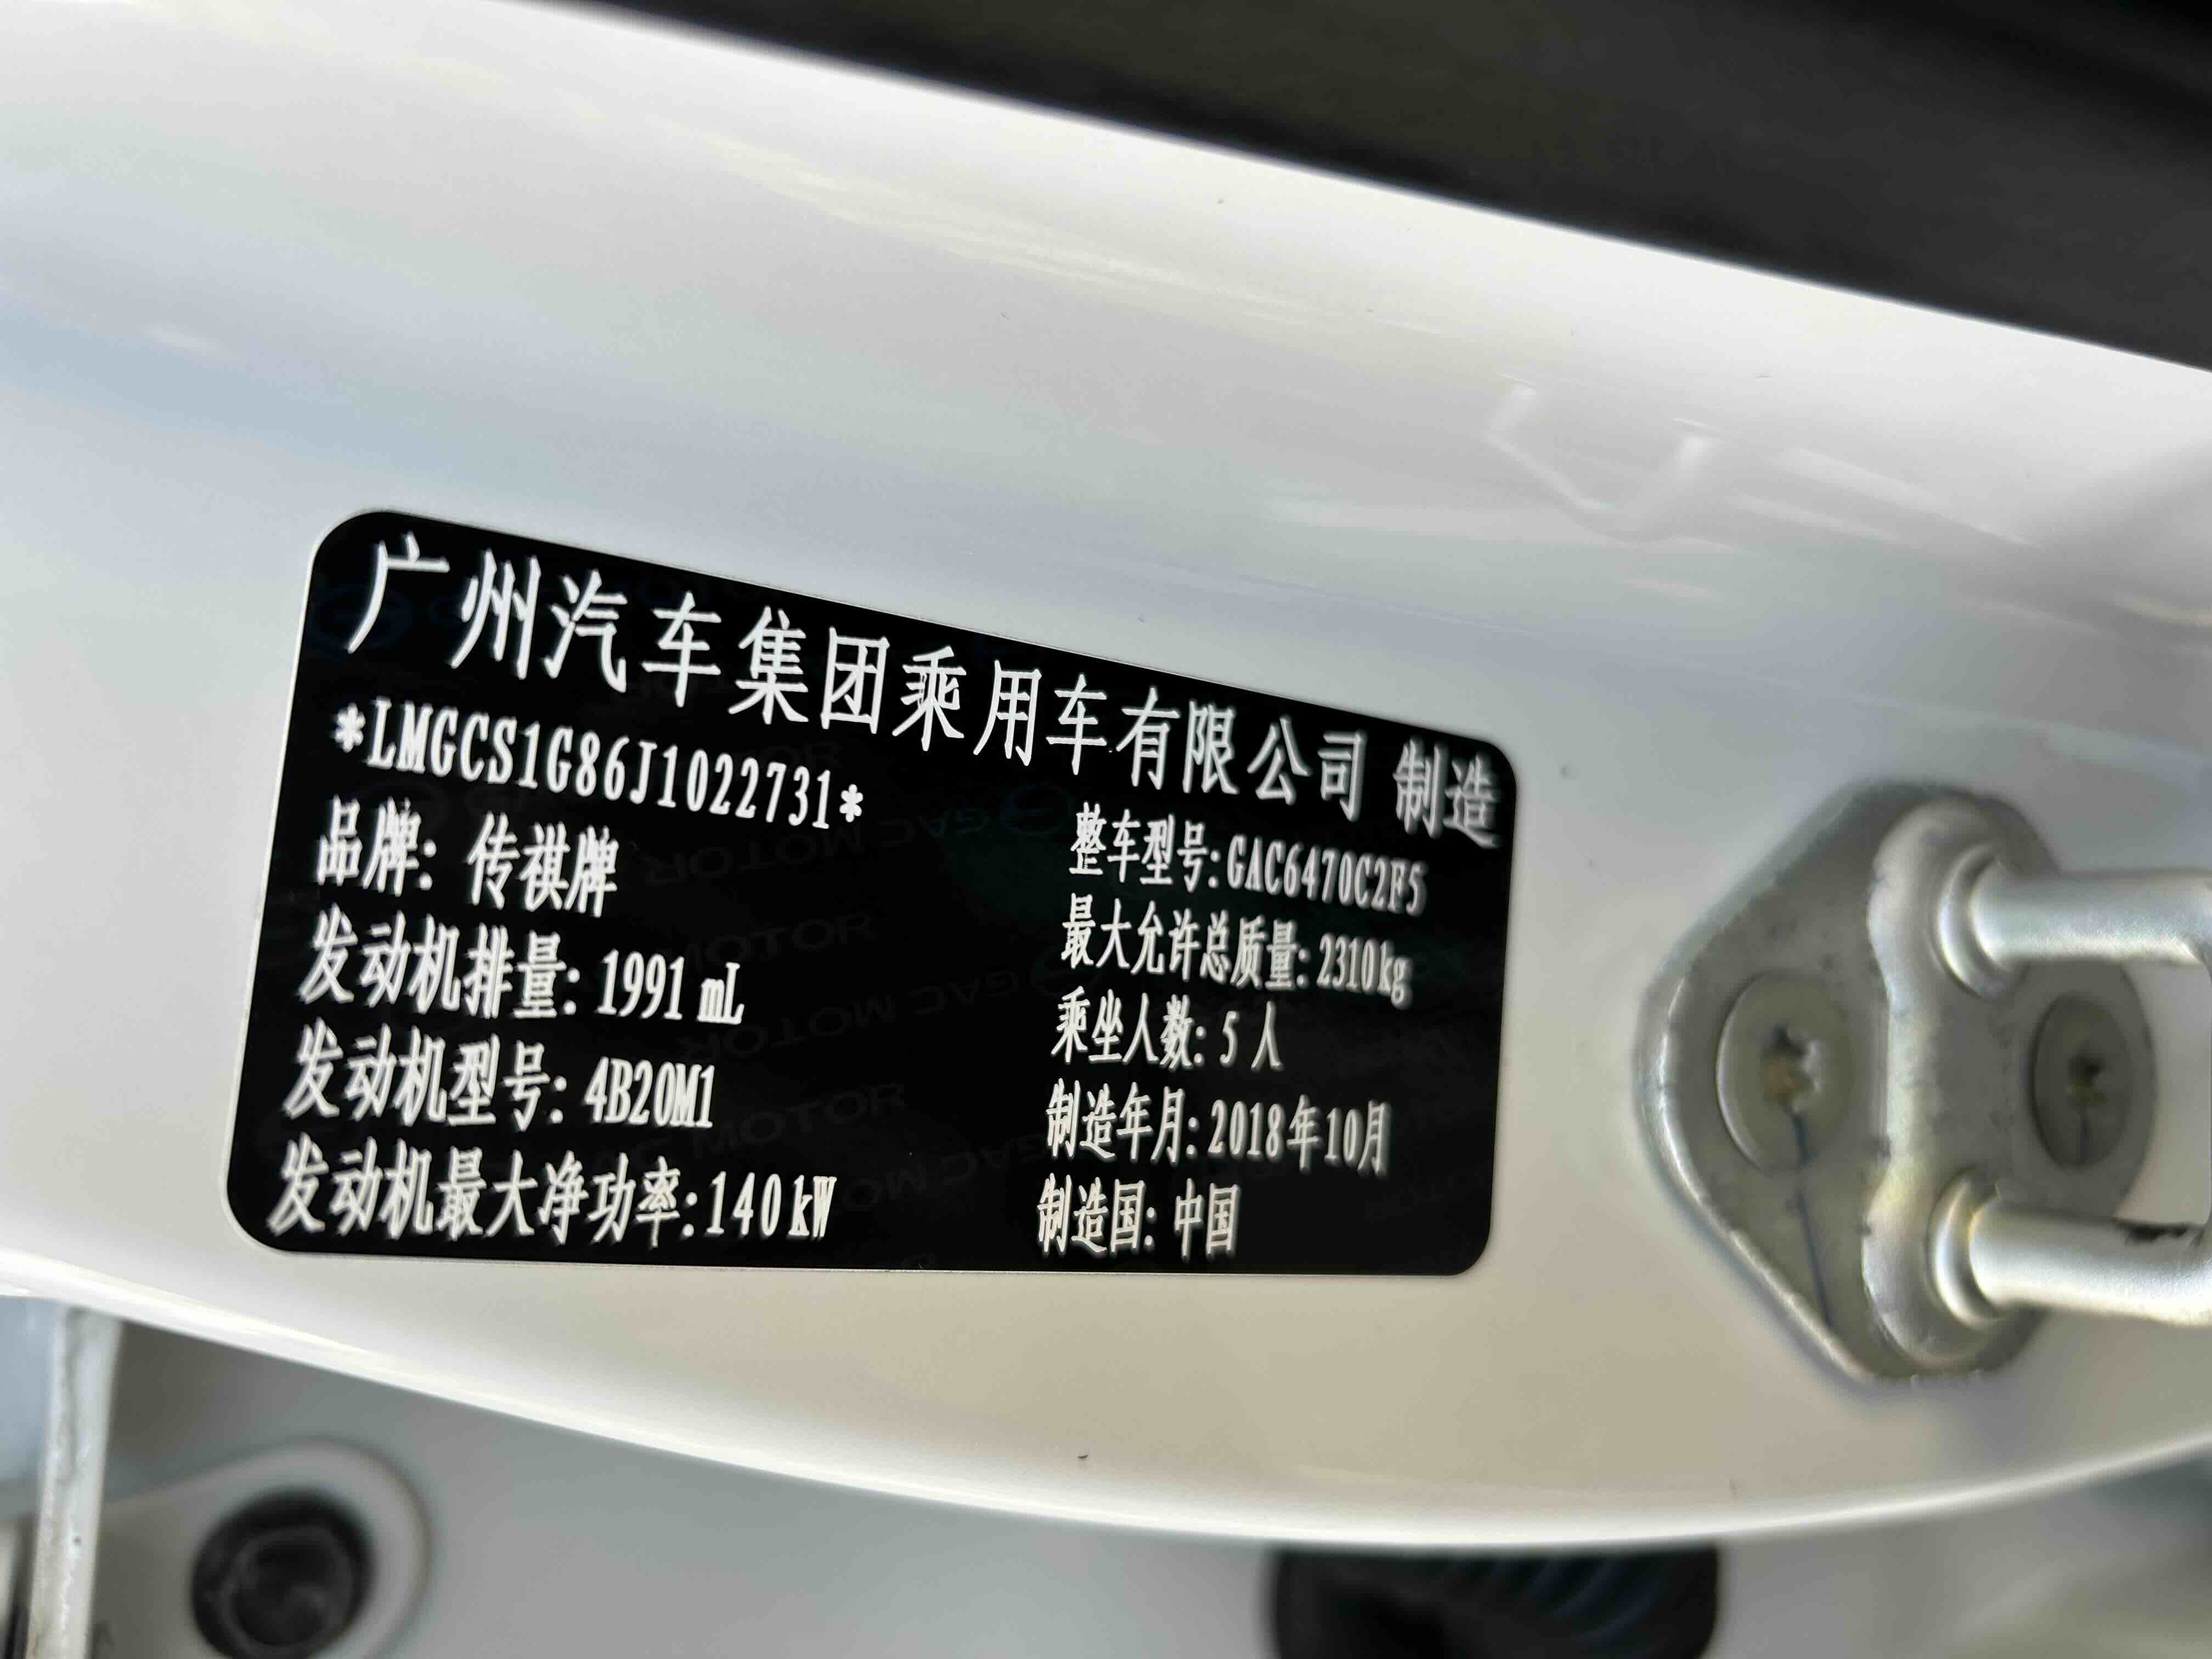 广州汽车集团乘用车有限公司 制造
*LMGCS1G86J1022731*
品牌: 传祺牌
整车型号: GAC6470C2F5
发动机排量: 1991 mL
最大允许总质量: 2310kg
发动机型号: 4B20M1
乘坐人数: 5 人
发动机最大净功率: 140kW
制造年月: 2018年10月
制造国: 中国